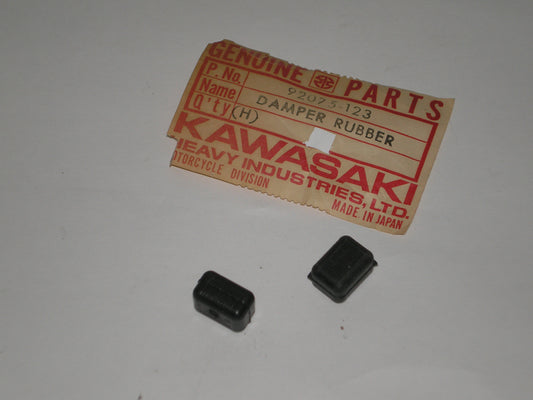 GENUINE PARTS
P. No. 92075-123
Name DAMPER RUBBER
Q'ty (H)
KAWASAKI
HEAVY INDUSTRIES, LTD.
MOTORCYCLE DIVISION MADE IN JAPAN